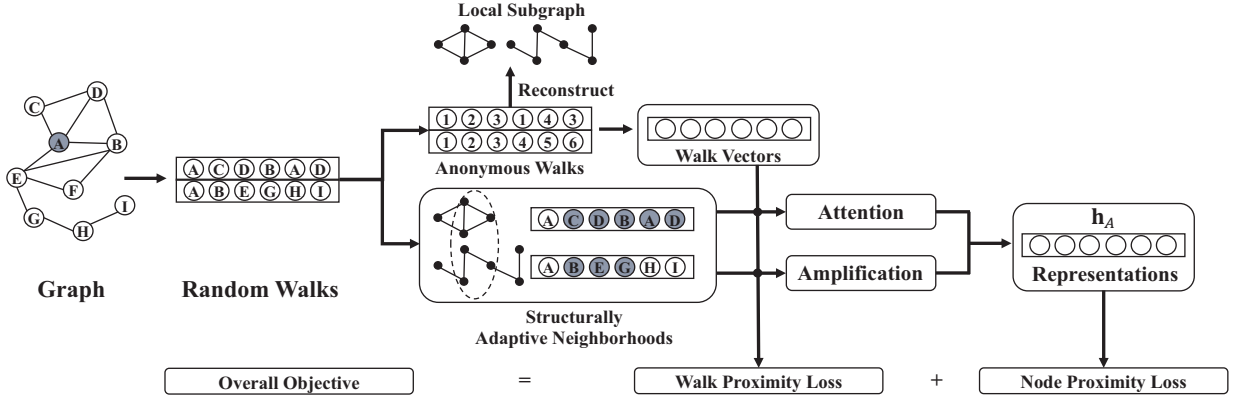 Local Subgraph
Reconstruct
C
D
A
B
E
F
G
H
I
Graph
A C D B A D
A B E G H I
Random Walks
1 2 3 1 4 3
1 2 3 4 5 6
Anonymous Walks
Walk Vectors
A C D B A D
A B E G H I
Structurally
Adaptive Neighborhoods
Attention
Amplification
h_A
Representations
Overall Objective = Walk Proximity Loss + Node Proximity Loss